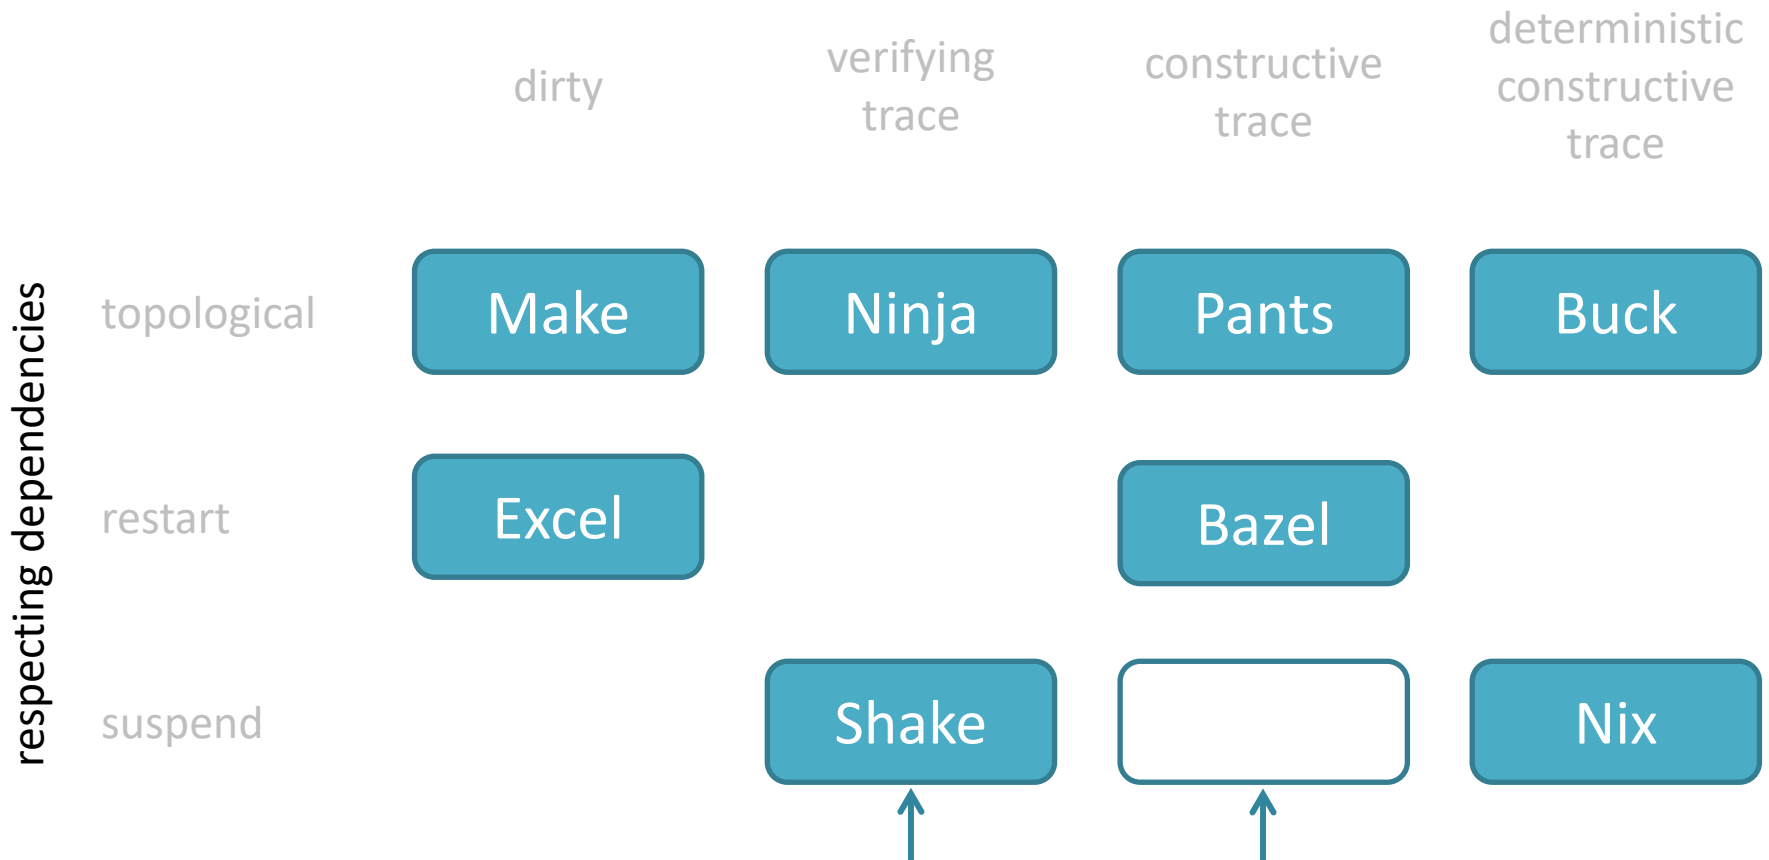 dirty
verifying
trace
constructive
trace
deterministic
constructive
trace
respecting dependencies
topological
Make
Ninja
Pants
Buck
restart
Excel
Bazel
suspend
Shake
Nix